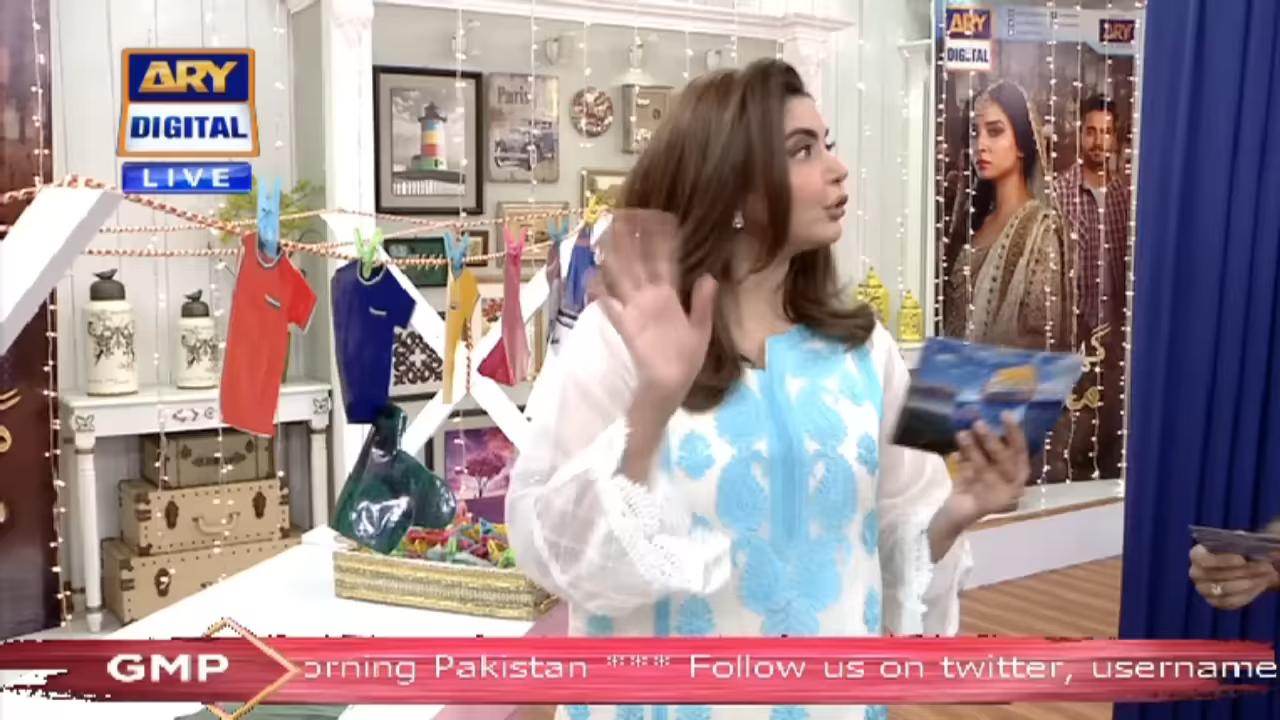 ARY
DIGITAL
LIVE
Paris
ARY
DIGITAL
ARY
GMP
orning Pakistan *** Follow us on twitter, username